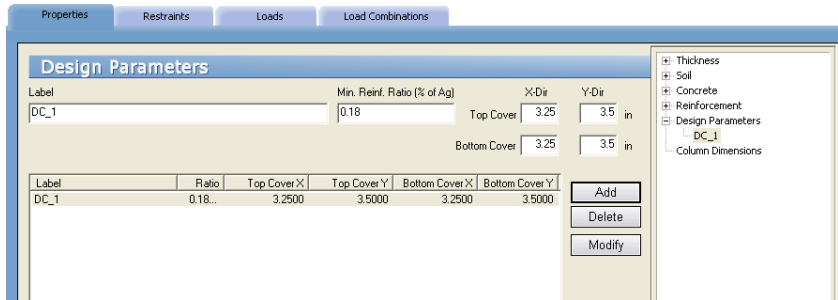 Properties Restraints Loads Load Combinations
Design Parameters
Label Min. Reinf. Ratio (% of Ag) X-Dir Y-Dir
DC_1 0.18 Top Cover 3.25 3.5 in
Bottom Cover 3.25 3.5 in
Label Ratio Top Cover X Top Cover Y Bottom Cover X Bottom Cover Y
DC_1 0.18... 3.2500 3.5000 3.2500 3.5000
Add
Delete
Modify
Thickness
Soil
Concrete
Reinforcement
Design Parameters
DC_1
Column Dimensions